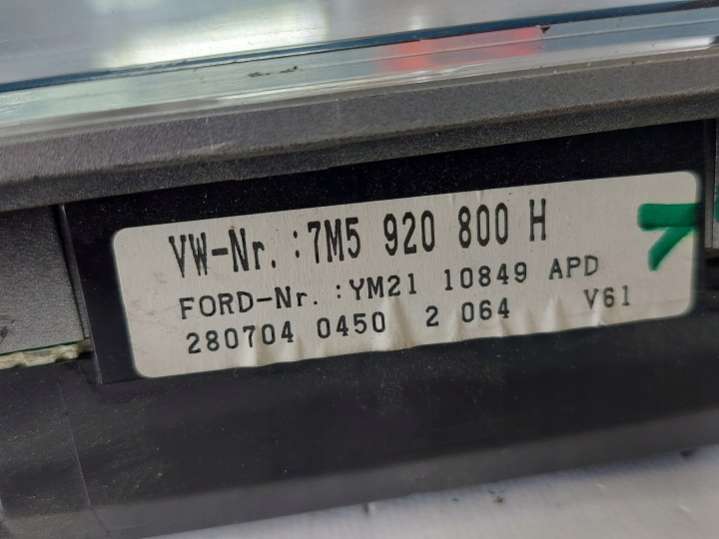 VW-Nr.:7M5 920 800 H
FORD-Nr.:YM21 10849 APD
280704 0450 2 064 V61